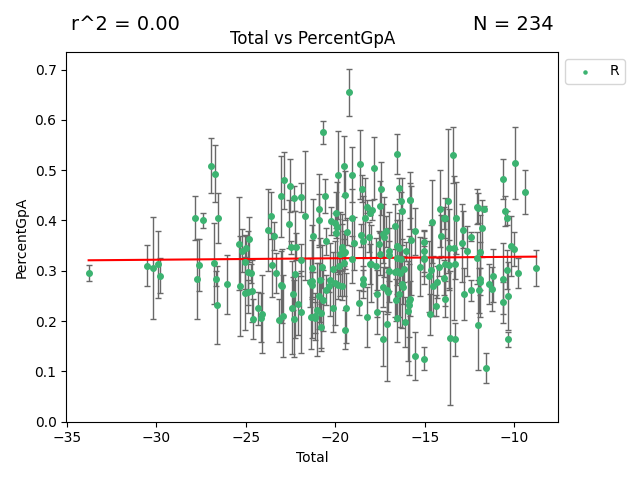 r^2 = 0.00
N = 234
Total vs PercentGpA
R
PercentGpA
0.7
0.6
0.5
0.4
0.3
0.2
0.1
0.0
−35
−30
−25
−20
−15
−10
Total